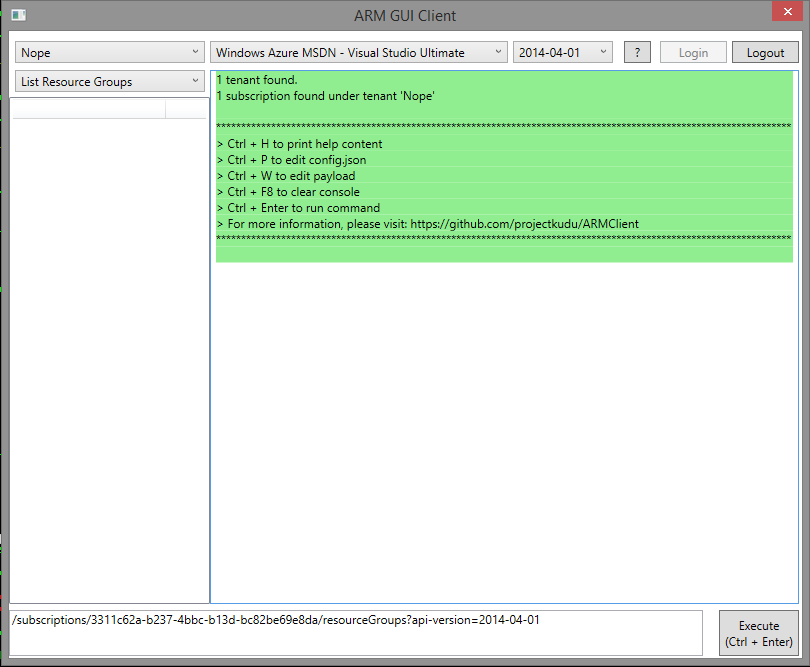 ARM GUI Client
Nope
Windows Azure MSDN - Visual Studio Ultimate
2014-04-01
?
Login
Logout
List Resource Groups
1 tenant found.
1 subscription found under tenant 'Nope'
************************************************************************************************
> Ctrl + H to print help content
> Ctrl + P to edit config.json
> Ctrl + W to edit payload
> Ctrl + F8 to clear console
> Ctrl + Enter to run command
> For more information, please visit: https://github.com/projectkudu/ARMClient
************************************************************************************************
/subscriptions/3311c62a-b237-4bbc-b13d-bc82be69e8da/resourceGroups?api-version=2014-04-01
Execute
(Ctrl + Enter)